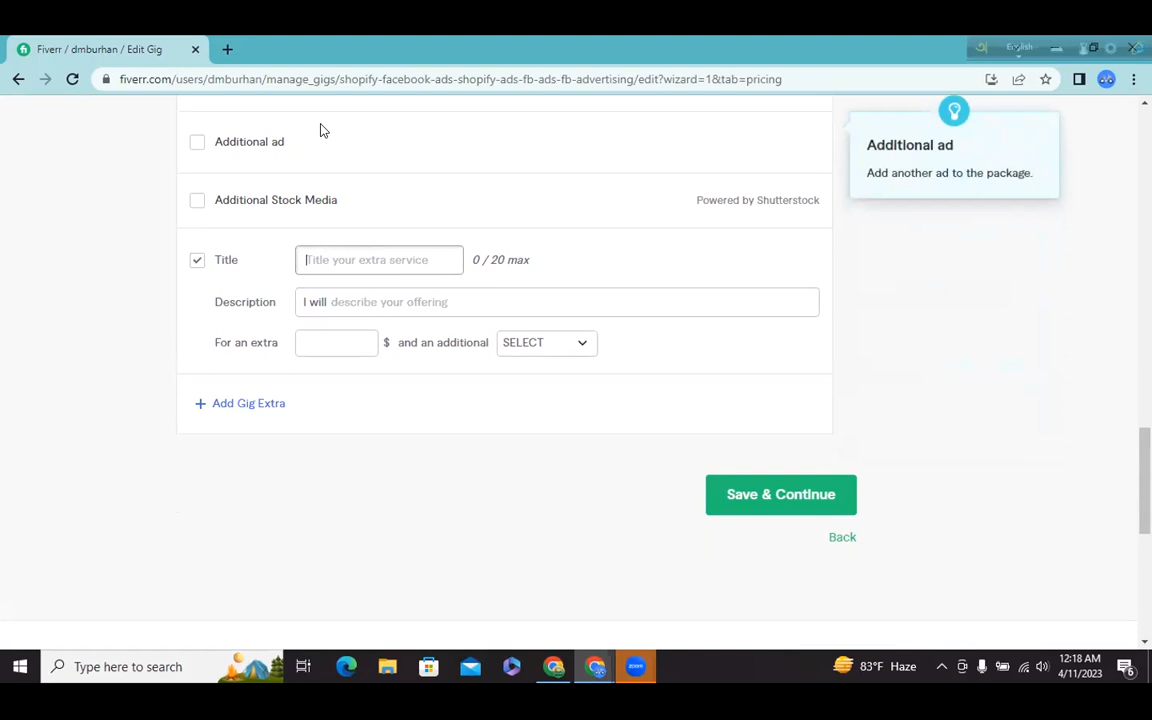 Fiverr / dmburhan / Edit Gig
English
fiverr.com/users/dmburhan/manage_gigs/shopify-facebook-ads-shopify-ads-fb-ads-fb-advertising/edit?wizard=1&tab=pricing
Additional ad
Additional ad
Add another ad to the package.
Additional Stock Media
Powered by Shutterstock
Title
Title your extra service
0 / 20 max
Description
I will describe your offering
For an extra
$ and an additional
SELECT
+ Add Gig Extra
Save & Continue
Back
Type here to search
zoom
83°F Haze
12:18 AM
4/11/2023
6